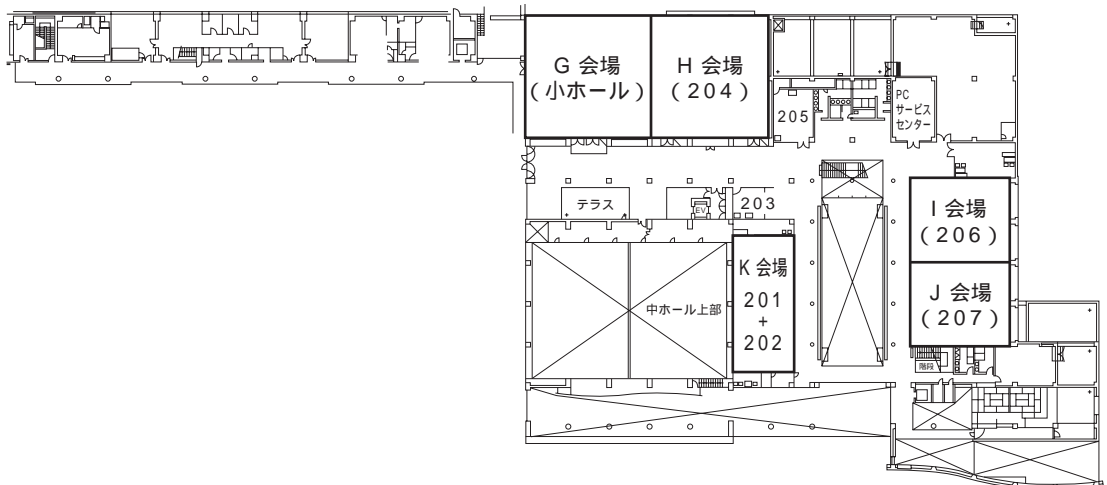 G 会場
(小ホール)
H 会場
(204)
205
PC
サービス
センター
テラス
EV
203
I 会場
(206)
K 会場
201
+
202
中ホール上部
J 会場
(207)
階段